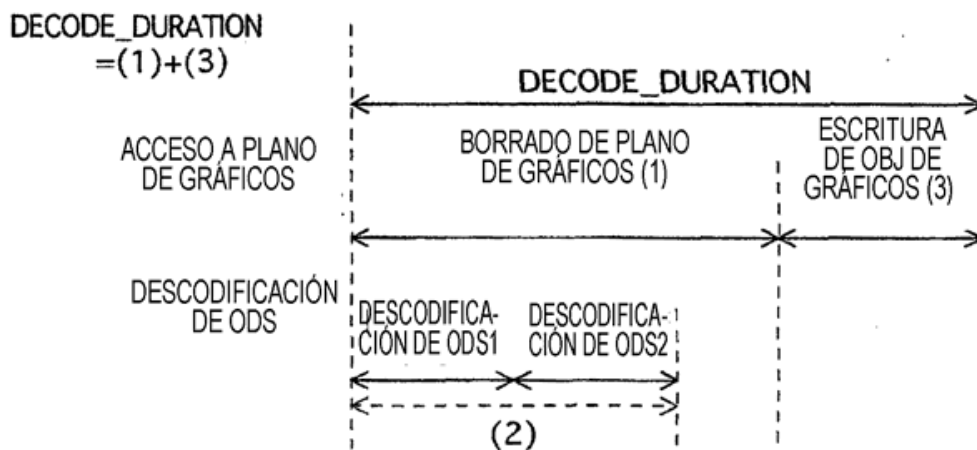 DECODE_DURATION
=(1)+(3)
DECODE_DURATION
ACCESO A PLANO
DE GRÁFICOS
BORRADO DE PLANO
DE GRÁFICOS (1)
ESCRITURA
DE OBJ DE
GRÁFICOS (3)
DESCODIFICACIÓN
DE ODS
DESCODIFICA-
CIÓN DE ODS1
DESCODIFICA-
CIÓN DE ODS2
(2)